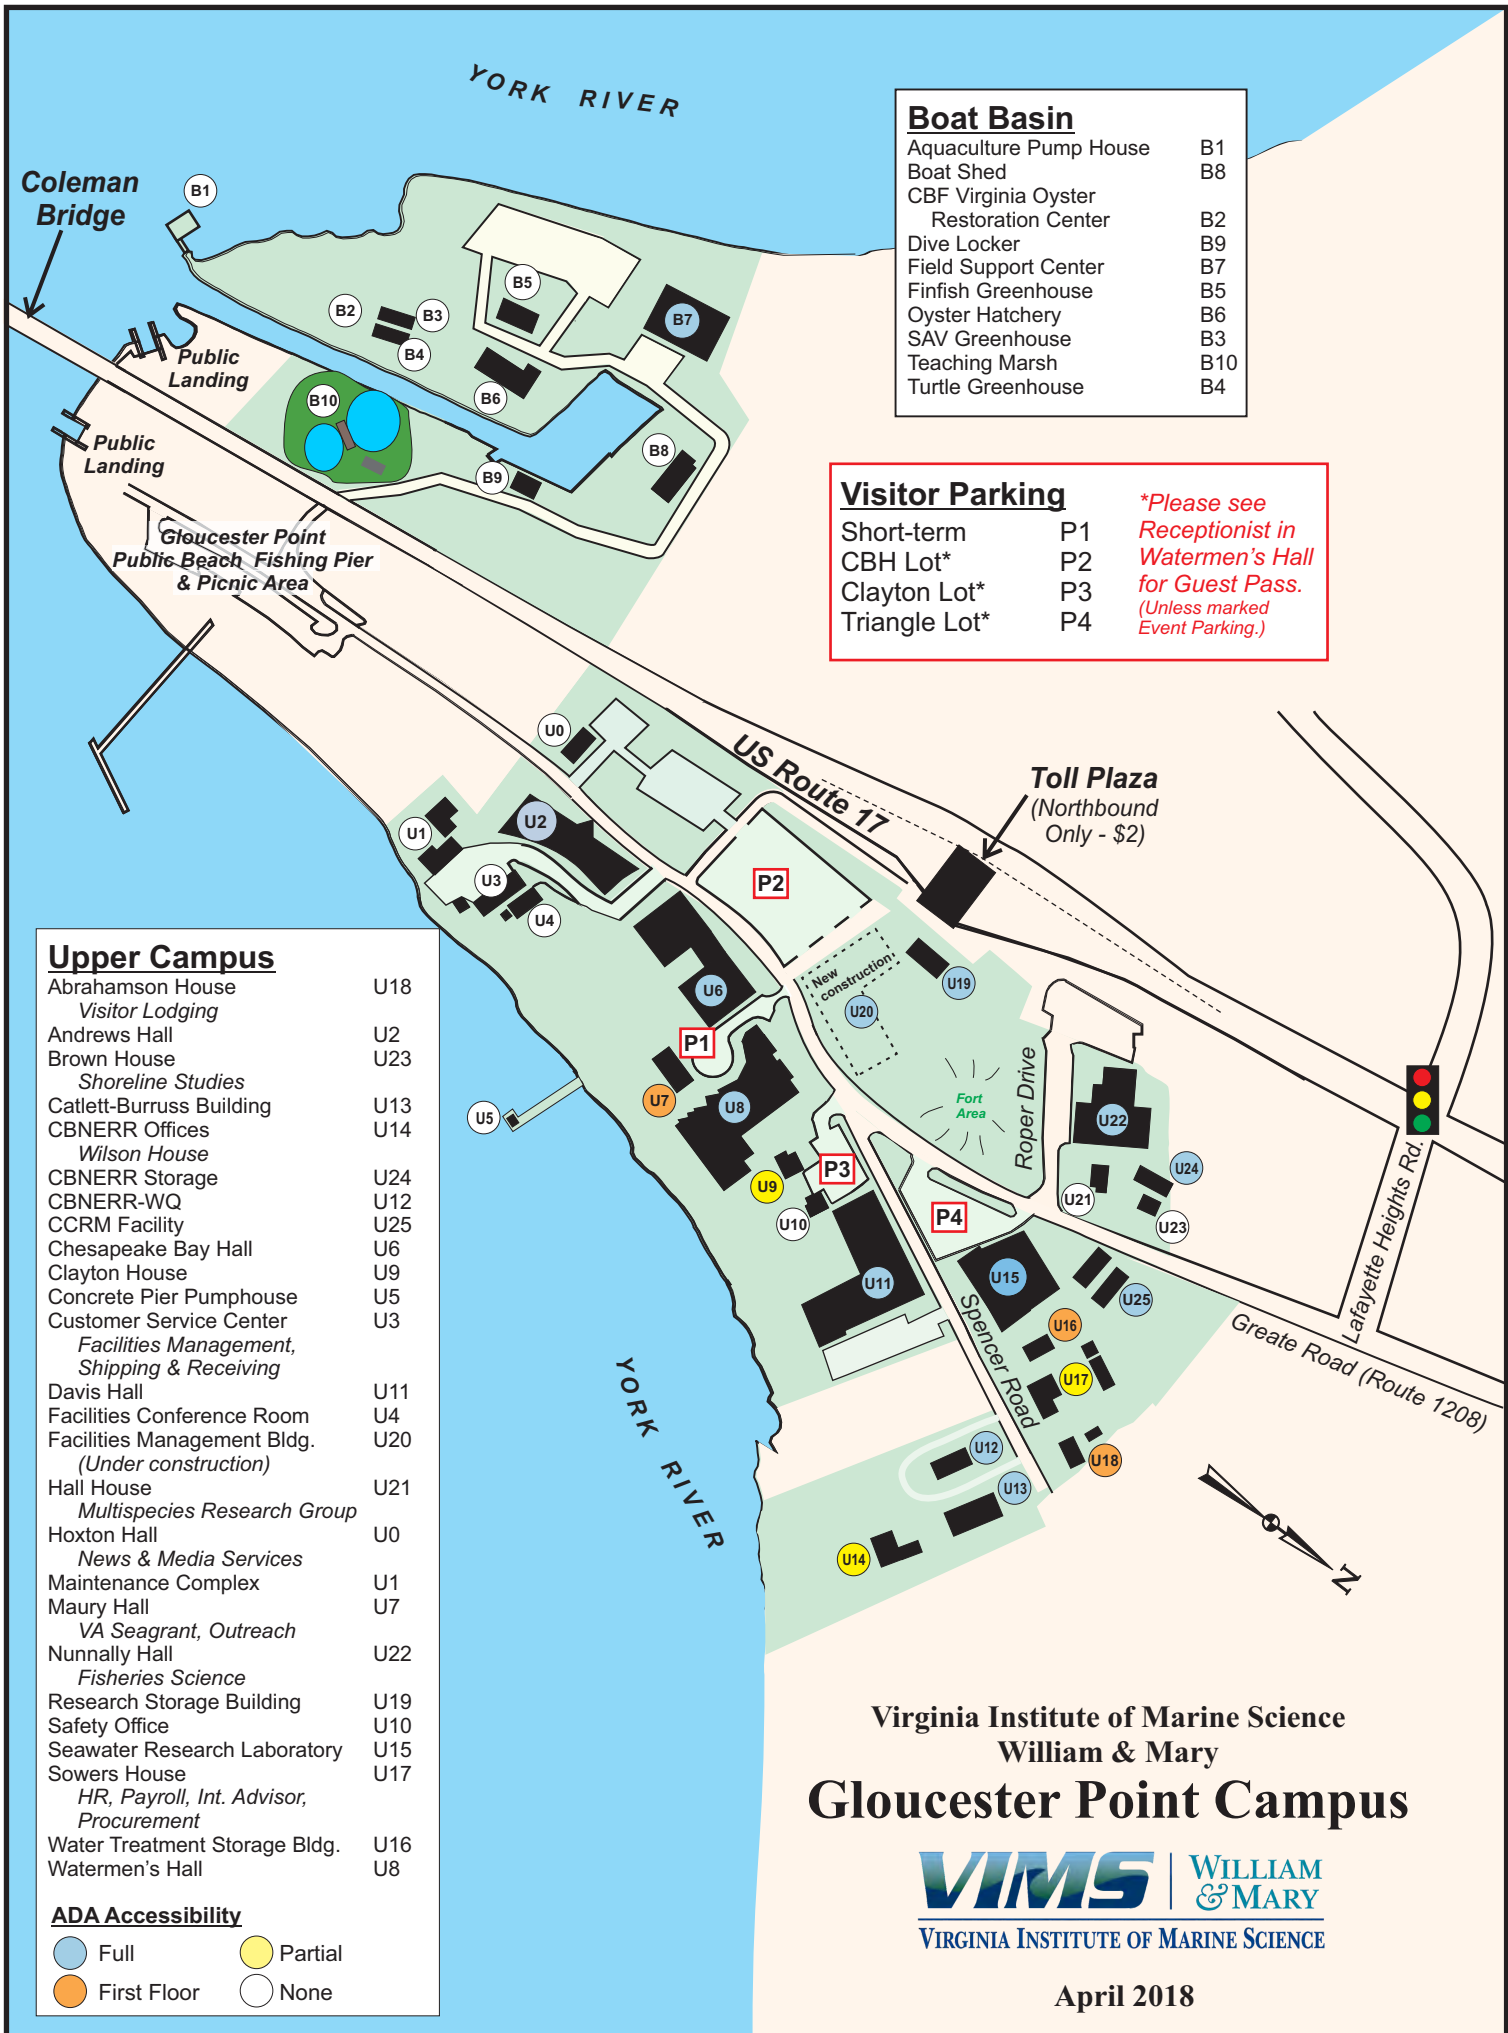 YORK RIVER
Coleman
Bridge
B1
B2
B3
B4
B5
B6
B7
B8
B9
B10
Public
Landing
Public
Landing
Gloucester Point
Public Beach Fishing Pier
& Picnic Area
Boat Basin
Aquaculture Pump House B1
Boat Shed B8
CBF Virginia Oyster
Restoration Center B2
Dive Locker B9
Field Support Center B7
Finfish Greenhouse B5
Oyster Hatchery B6
SAV Greenhouse B3
Teaching Marsh B10
Turtle Greenhouse B4
Visitor Parking
Short-term P1
CBH Lot* P2
Clayton Lot* P3
Triangle Lot* P4
*Please see
Receptionist in
Watermen's Hall
for Guest Pass.
(Unless marked
Event Parking.)
US Route 17
Toll Plaza
(Northbound
Only - $2)
U0
U1
U2
U3
U4
P2
U6
New
construction
U19
U20
P1
U7
U8
U5
Fort
Area
Roper Drive
U22
U24
U21
U23
U9
P3
U10
P4
U11
U15
U25
U16
U17
Spencer Road
Lafayette Heights Rd.
Greate Road (Route 1208)
U12
U18
U13
U14
YORK RIVER
N
Upper Campus
Abrahamson House U18
Visitor Lodging
Andrews Hall U2
Brown House U23
Shoreline Studies
Catlett-Burruss Building U13
CBNERR Offices U14
Wilson House
CBNERR Storage U24
CBNERR-WQ U12
CCRM Facility U25
Chesapeake Bay Hall U6
Clayton House U9
Concrete Pier Pumphouse U5
Customer Service Center U3
Facilities Management,
Shipping & Receiving
Davis Hall U11
Facilities Conference Room U4
Facilities Management Bldg. U20
(Under construction)
Hall House U21
Multispecies Research Group
Hoxton Hall U0
News & Media Services
Maintenance Complex U1
Maury Hall U7
VA Seagrant, Outreach
Nunnally Hall U22
Fisheries Science
Research Storage Building U19
Safety Office U10
Seawater Research Laboratory U15
Sowers House U17
HR, Payroll, Int. Advisor,
Procurement
Water Treatment Storage Bldg. U16
Watermen's Hall U8
ADA Accessibility
Full
Partial
First Floor
None
Virginia Institute of Marine Science
William & Mary
Gloucester Point Campus
VIMS
WILLIAM
& MARY
VIRGINIA INSTITUTE OF MARINE SCIENCE
April 2018